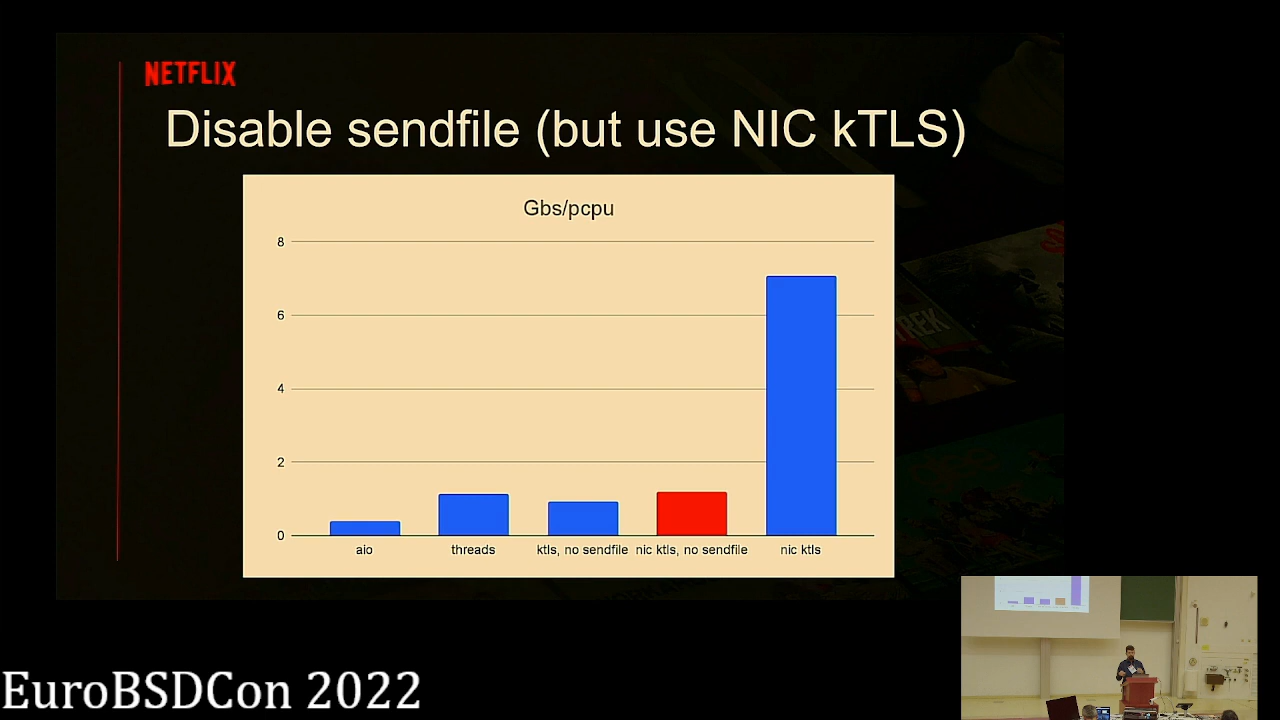 NETFLIX
Disable sendfile (but use NIC kTLS)
Gbs/pcpu
8
6
4
2
0
aio threads ktls, no sendfile nic ktls, no sendfile nic ktls
EuroBSDCon 2022